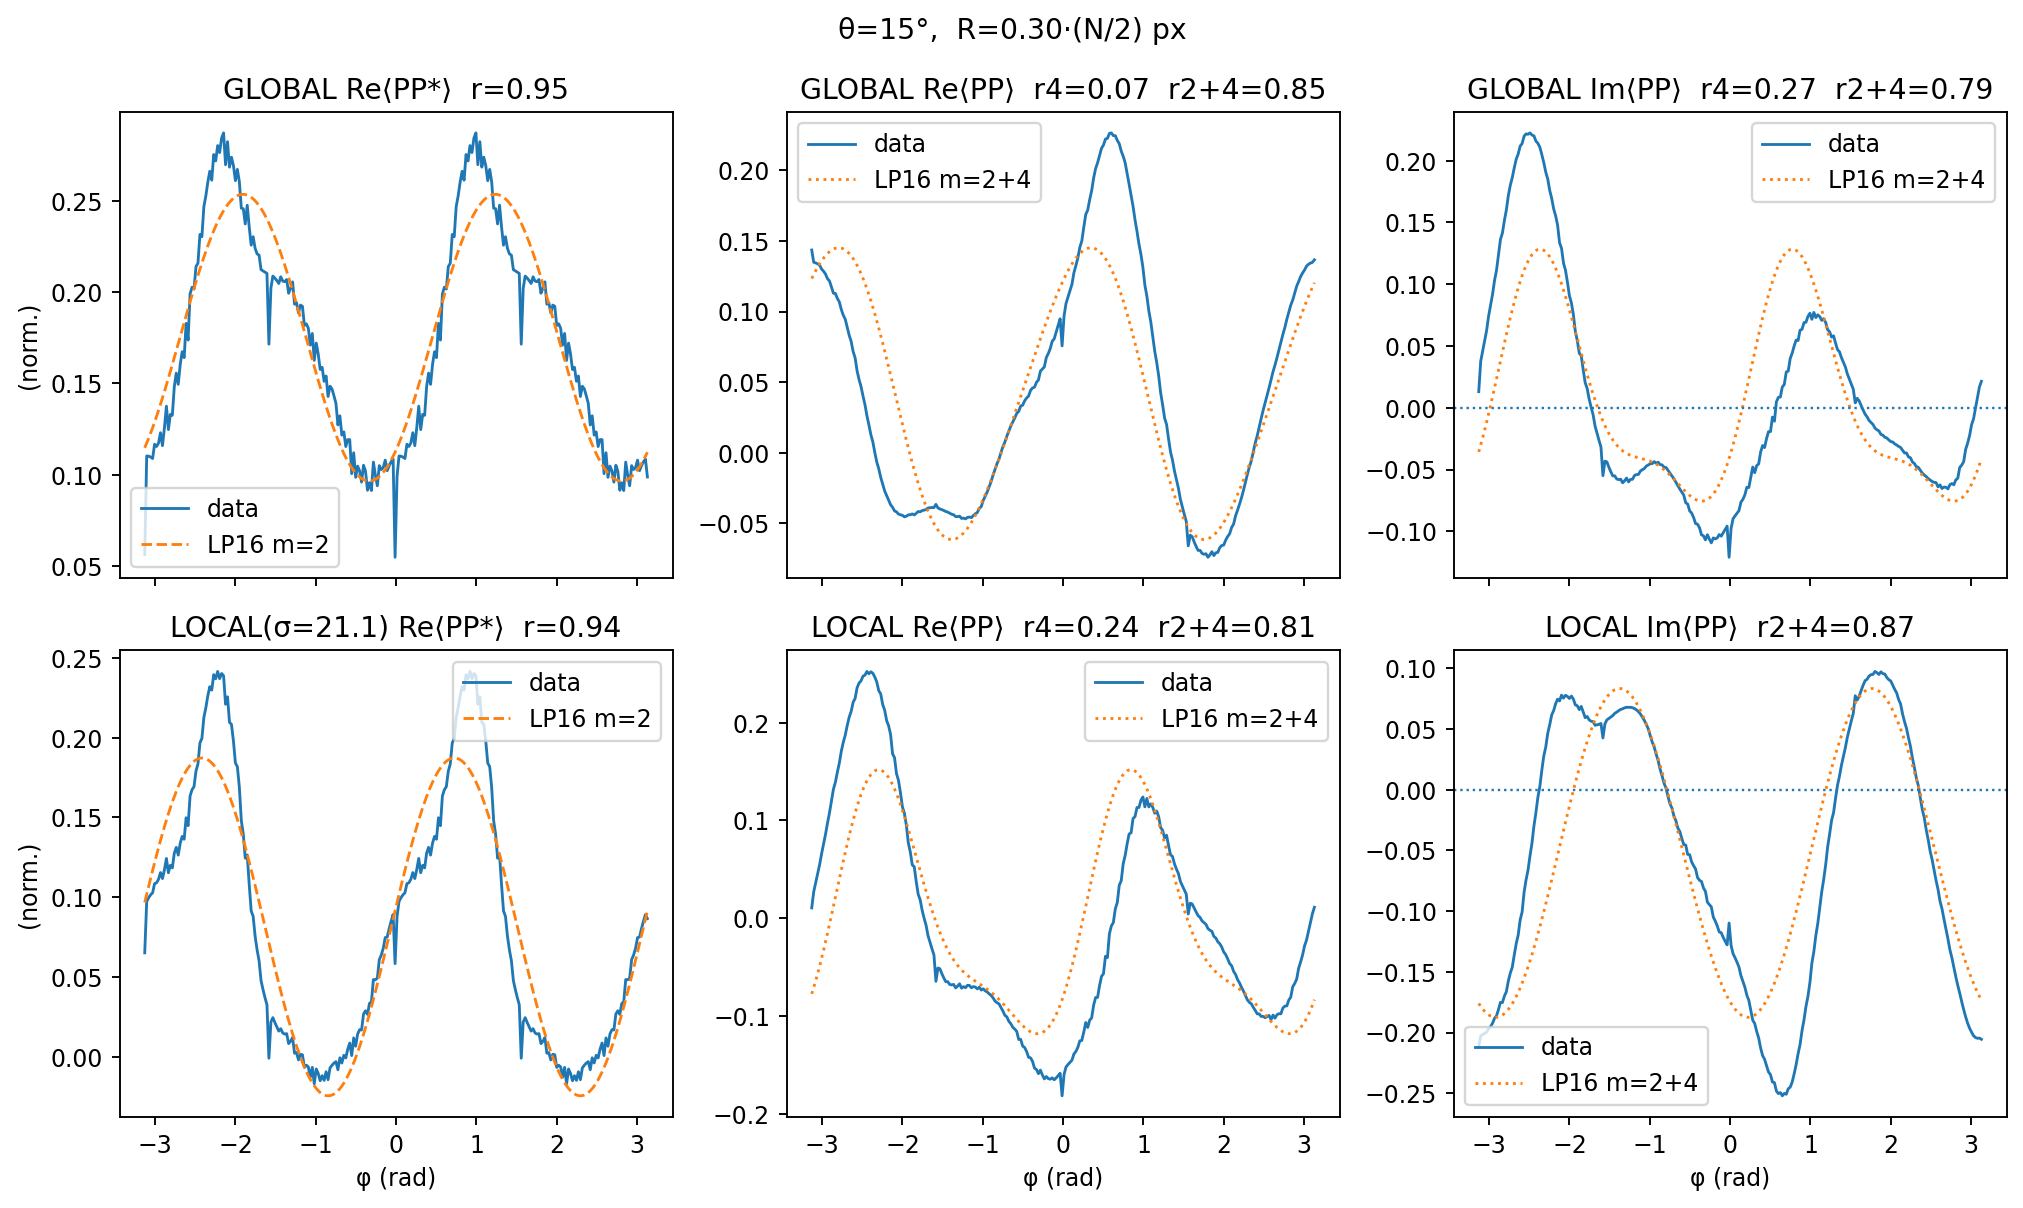 θ=15°,  R=0.30·(N/2) px
GLOBAL Re⟨PP*⟩  r=0.95
GLOBAL Re⟨PP⟩  r4=0.07  r2+4=0.85
GLOBAL Im⟨PP⟩  r4=0.27  r2+4=0.79
(norm.)
0.25
0.20
0.15
0.10
0.05
data
LP16 m=2
0.20
0.15
0.10
0.05
0.00
−0.05
data
LP16 m=2+4
0.20
0.15
0.10
0.05
0.00
−0.05
−0.10
data
LP16 m=2+4
LOCAL(σ=21.1) Re⟨PP*⟩  r=0.94
LOCAL Re⟨PP⟩  r4=0.24  r2+4=0.81
LOCAL Im⟨PP⟩  r2+4=0.87
(norm.)
0.25
0.20
0.15
0.10
0.05
0.00
data
LP16 m=2
−3 −2 −1 0 1 2 3
φ (rad)
0.2
0.1
0.0
−0.1
−0.2
data
LP16 m=2+4
−3 −2 −1 0 1 2 3
φ (rad)
0.10
0.05
0.00
−0.05
−0.10
−0.15
−0.20
−0.25
data
LP16 m=2+4
−3 −2 −1 0 1 2 3
φ (rad)